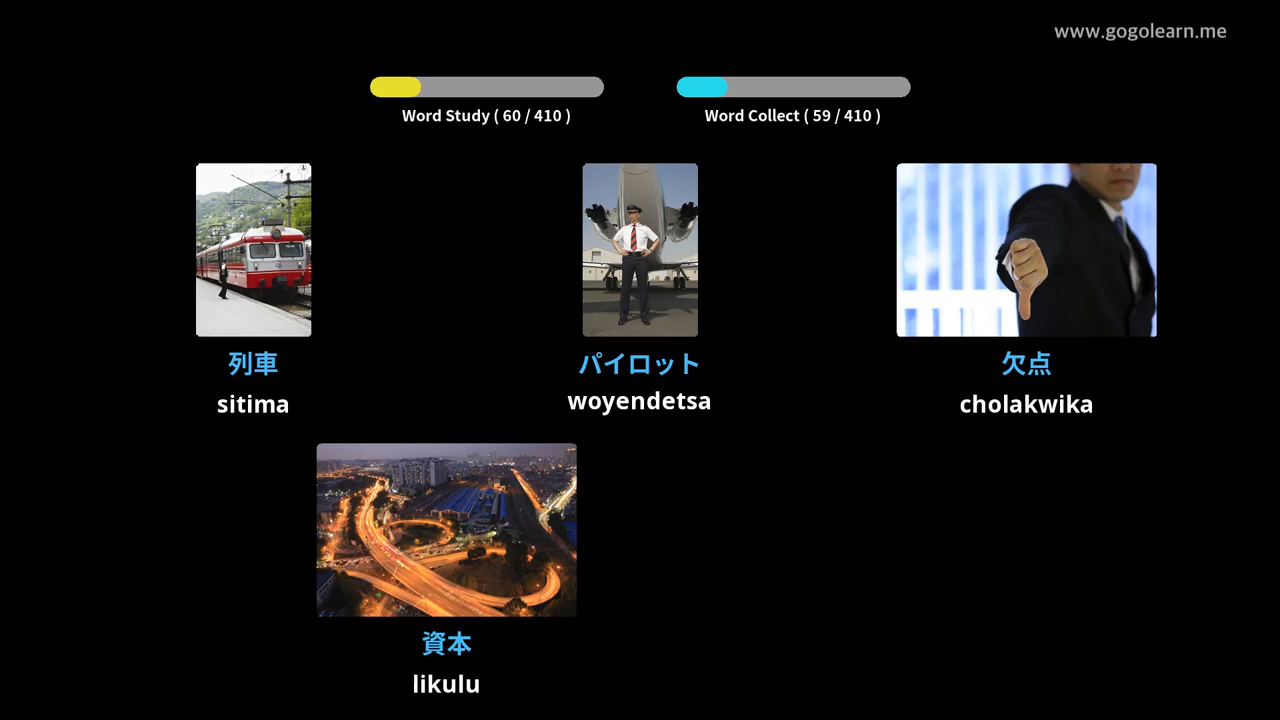 www.gogolearn.me
Word Study ( 60 / 410 )
Word Collect ( 59 / 410 )
列車
sitima
パイロット
woyendetsa
欠点
cholakwika
資本
likulu